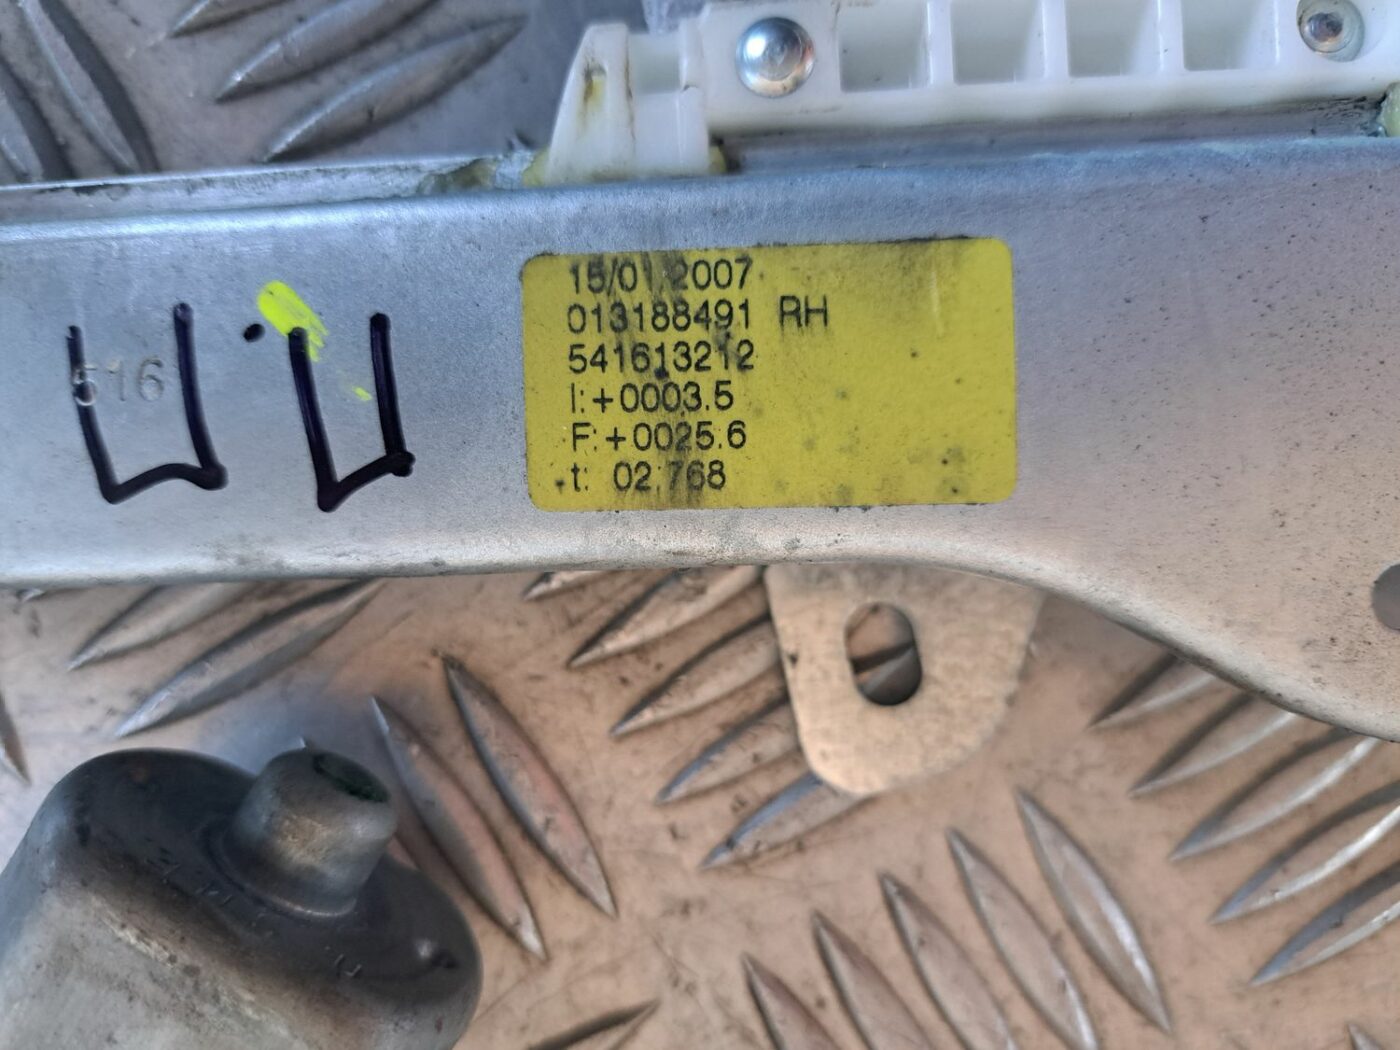 516
15/01/2007
013188491 RH
541613212
I:+0003.5
F:+0025.6
t: 02.768